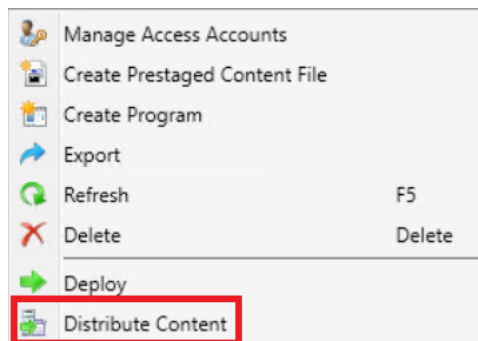 Manage Access Accounts
Create Prestaged Content File
Create Program
Export
Refresh F5
Delete Delete
Deploy
Distribute Content